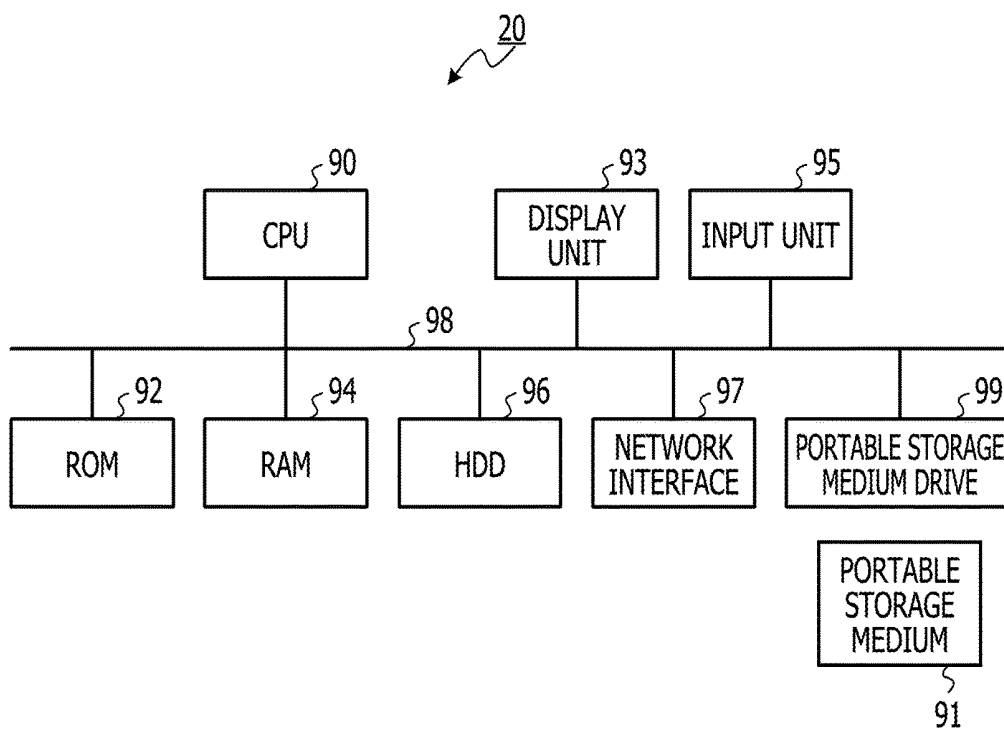 20
90
93
95
CPU
DISPLAY
UNIT
INPUT UNIT
98
92
94
96
97
99
ROM
RAM
HDD
NETWORK
INTERFACE
PORTABLE STORAGE
MEDIUM DRIVE
PORTABLE
STORAGE
MEDIUM
91